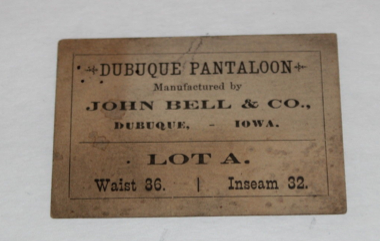 DUBUQUE PANTALOON
Manufactured by
JOHN BELL & CO.,
DUBUQUE, - IOWA.
LOT A.
Waist 36. | Inseam 32.